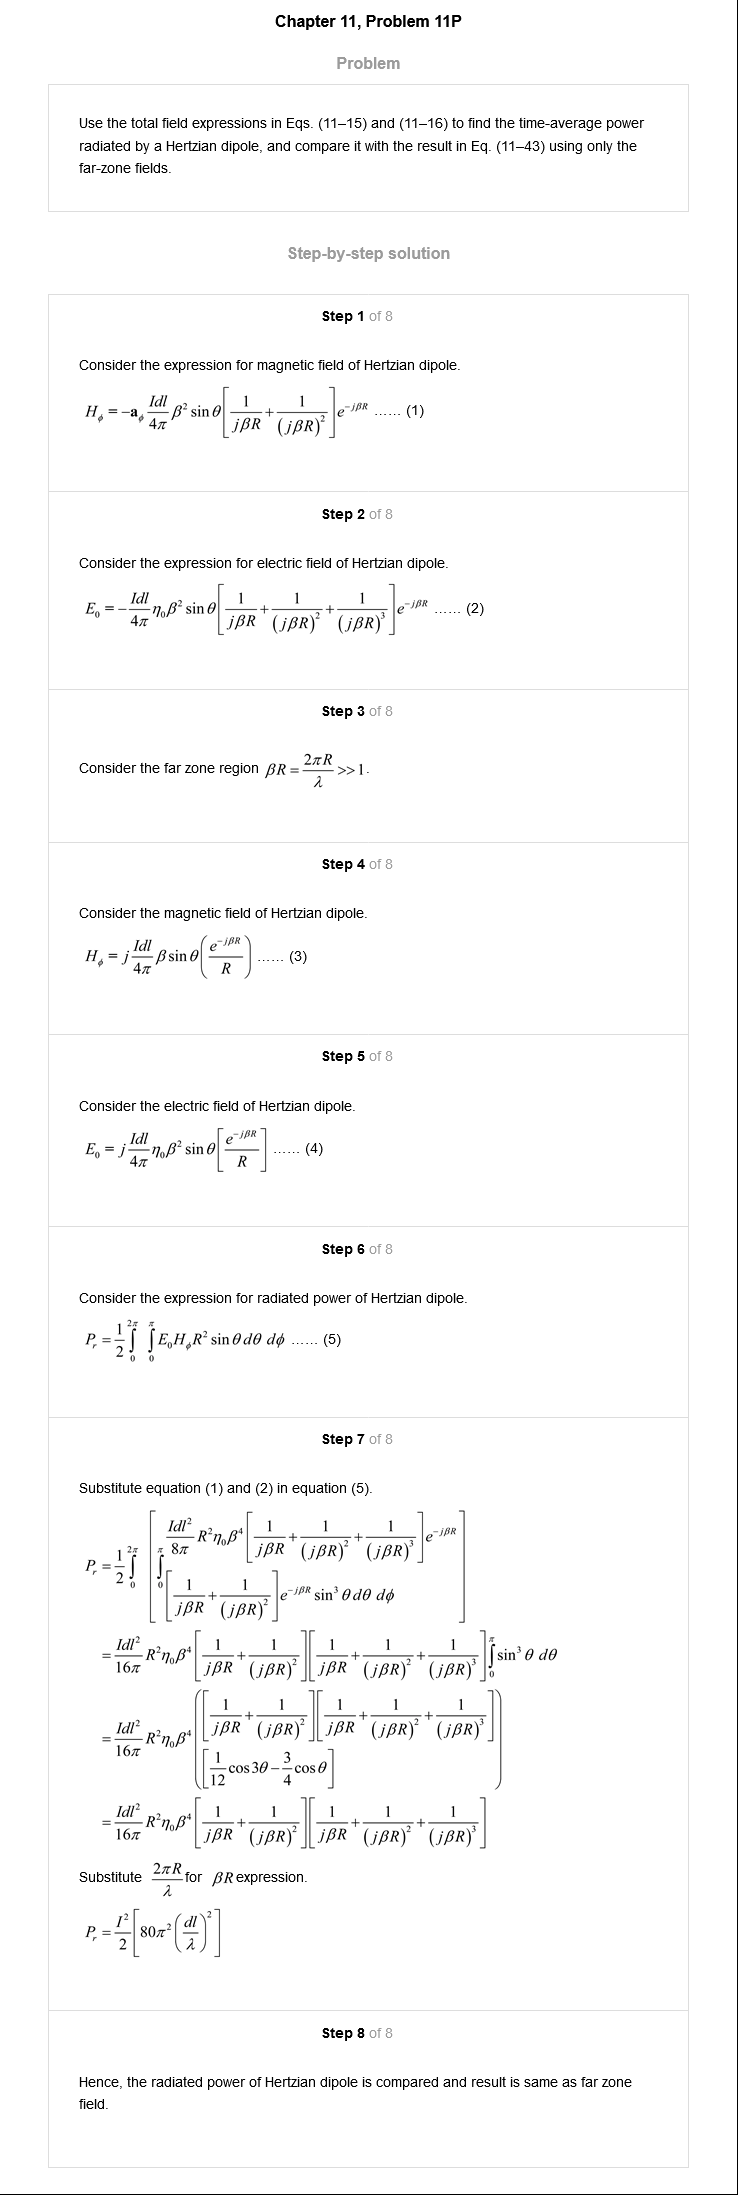 Chapter 11, Problem 11P
Problem
Use the total field expressions in Eqs. (11–15) and (11–16) to find the time-average power
radiated by a Hertzian dipole, and compare it with the result in Eq. (11–43) using only the
far-zone fields.
Step-by-step solution
Step 1 of 8
Consider the expression for magnetic field of Hertzian dipole.
$H_\phi = -\mathbf{a}_\phi \frac{Idl}{4\pi} \beta^2 \sin\theta \left[ \frac{1}{j\beta R} + \frac{1}{(j\beta R)^2} \right] e^{-j\beta R}$ ...... (1)
Step 2 of 8
Consider the expression for electric field of Hertzian dipole.
$E_0 = -\frac{Idl}{4\pi} \eta_0 \beta^2 \sin\theta \left[ \frac{1}{j\beta R} + \frac{1}{(j\beta R)^2} + \frac{1}{(j\beta R)^3} \right] e^{-j\beta R}$ ...... (2)
Step 3 of 8
Consider the far zone region $\beta R = \frac{2\pi R}{\lambda} >> 1$.
Step 4 of 8
Consider the magnetic field of Hertzian dipole.
$H_\phi = j \frac{Idl}{4\pi} \beta \sin\theta \left( \frac{e^{-j\beta R}}{R} \right)$ ...... (3)
Step 5 of 8
Consider the electric field of Hertzian dipole.
$E_0 = j \frac{Idl}{4\pi} \eta_0 \beta^2 \sin\theta \left[ \frac{e^{-j\beta R}}{R} \right]$ ...... (4)
Step 6 of 8
Consider the expression for radiated power of Hertzian dipole.
$P_r = \frac{1}{2} \int_0^{2\pi} \int_0^{\pi} E_0 H_\phi R^2 \sin\theta \, d\theta \, d\phi$ ...... (5)
Step 7 of 8
Substitute equation (1) and (2) in equation (5).
$P_r = \frac{1}{2} \int_0^{2\pi} \left[ \int_0^{\pi} \frac{Idl^2}{8\pi} R^2 \eta_0 \beta^4 \left[ \frac{1}{j\beta R} + \frac{1}{(j\beta R)^2} + \frac{1}{(j\beta R)^3} \right] e^{-j\beta R} \left[ \frac{1}{j\beta R} + \frac{1}{(j\beta R)^2} \right] e^{-j\beta R} \sin^3\theta \, d\theta \, d\phi \right]$
$= \frac{Idl^2}{16\pi} R^2 \eta_0 \beta^4 \left[ \frac{1}{j\beta R} + \frac{1}{(j\beta R)^2} \right] \left[ \frac{1}{j\beta R} + \frac{1}{(j\beta R)^2} + \frac{1}{(j\beta R)^3} \right] \int_0^{\pi} \sin^3\theta \, d\theta$
$= \frac{Idl^2}{16\pi} R^2 \eta_0 \beta^4 \left( \left[ \frac{1}{j\beta R} + \frac{1}{(j\beta R)^2} \right] \left[ \frac{1}{j\beta R} + \frac{1}{(j\beta R)^2} + \frac{1}{(j\beta R)^3} \right] \left[ \frac{1}{12} \cos 3\theta - \frac{3}{4} \cos\theta \right] \right)$
$= \frac{Idl^2}{16\pi} R^2 \eta_0 \beta^4 \left[ \frac{1}{j\beta R} + \frac{1}{(j\beta R)^2} \right] \left[ \frac{1}{j\beta R} + \frac{1}{(j\beta R)^2} + \frac{1}{(j\beta R)^3} \right]$
Substitute $\frac{2\pi R}{\lambda}$ for $\beta R$ expression.
$P_r = \frac{I^2}{2} \left[ 80\pi^2 \left( \frac{dl}{\lambda} \right)^2 \right]$
Step 8 of 8
Hence, the radiated power of Hertzian dipole is compared and result is same as far zone
field.